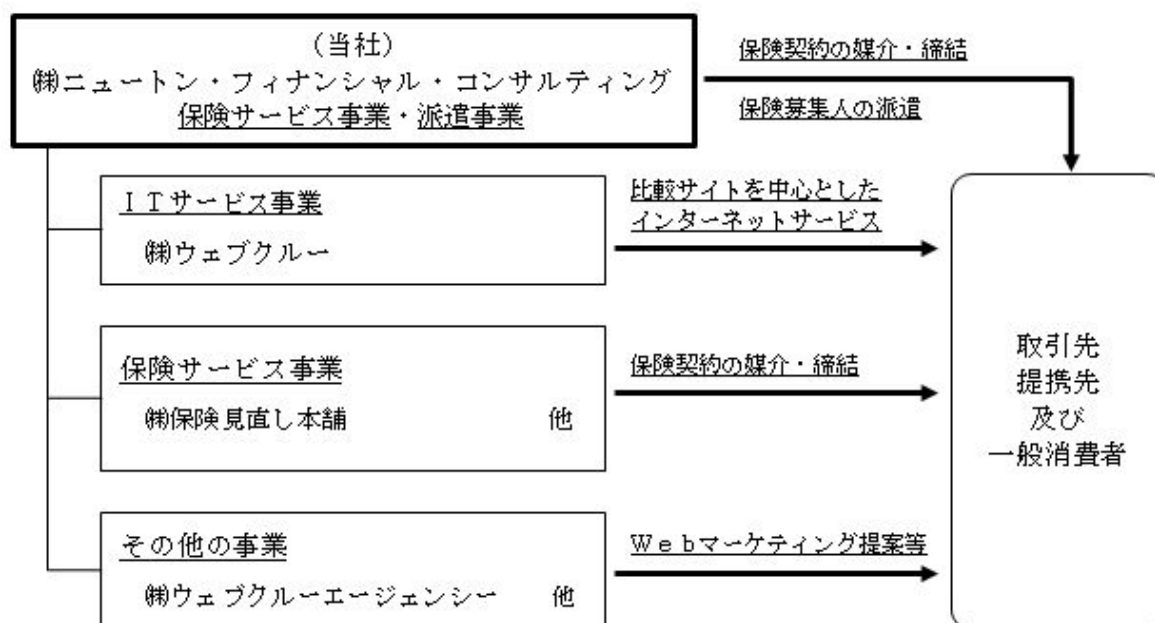 (当社)
㈱ニュートン・フィナンシャル・コンサルティング
保険サービス事業・派遣事業
保険契約の媒介・締結
保険募集人の派遣
ITサービス事業
㈱ウェブクルー
比較サイトを中心とした
インターネットサービス
保険サービス事業
㈱保険見直し本舗 他
保険契約の媒介・締結
その他の事業
㈱ウェブクルーエージェンシー 他
Webマーケティング提案等
取引先
提携先
及び
一般消費者